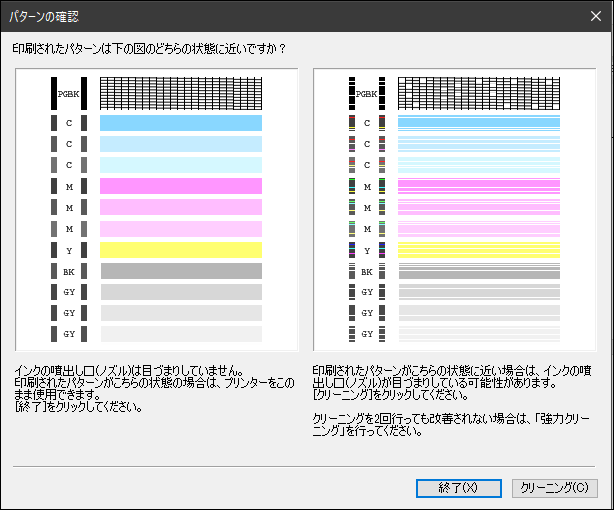 パターンの確認
印刷されたパターンは下の図のどちらの状態に近いですか？
PGBK
C
C
C
M
M
M
Y
BK
GY
GY
GY
PGBK
C
C
C
M
M
M
Y
BK
GY
GY
GY
インクの噴出し口(ノズル)は目づまりしていません。
印刷されたパターンがこちらの状態の場合は、プリンターをこの
まま使用できます。
[終了]をクリックしてください。
印刷されたパターンがこちらの状態に近い場合は、インクの噴
出し口(ノズル)が目づまりしている可能性があります。
[クリーニング]をクリックしてください。
クリーニングを2回行っても改善されない場合は、「強力クリ
ーニング」を行ってください。
終了(X)
クリーニング(C)